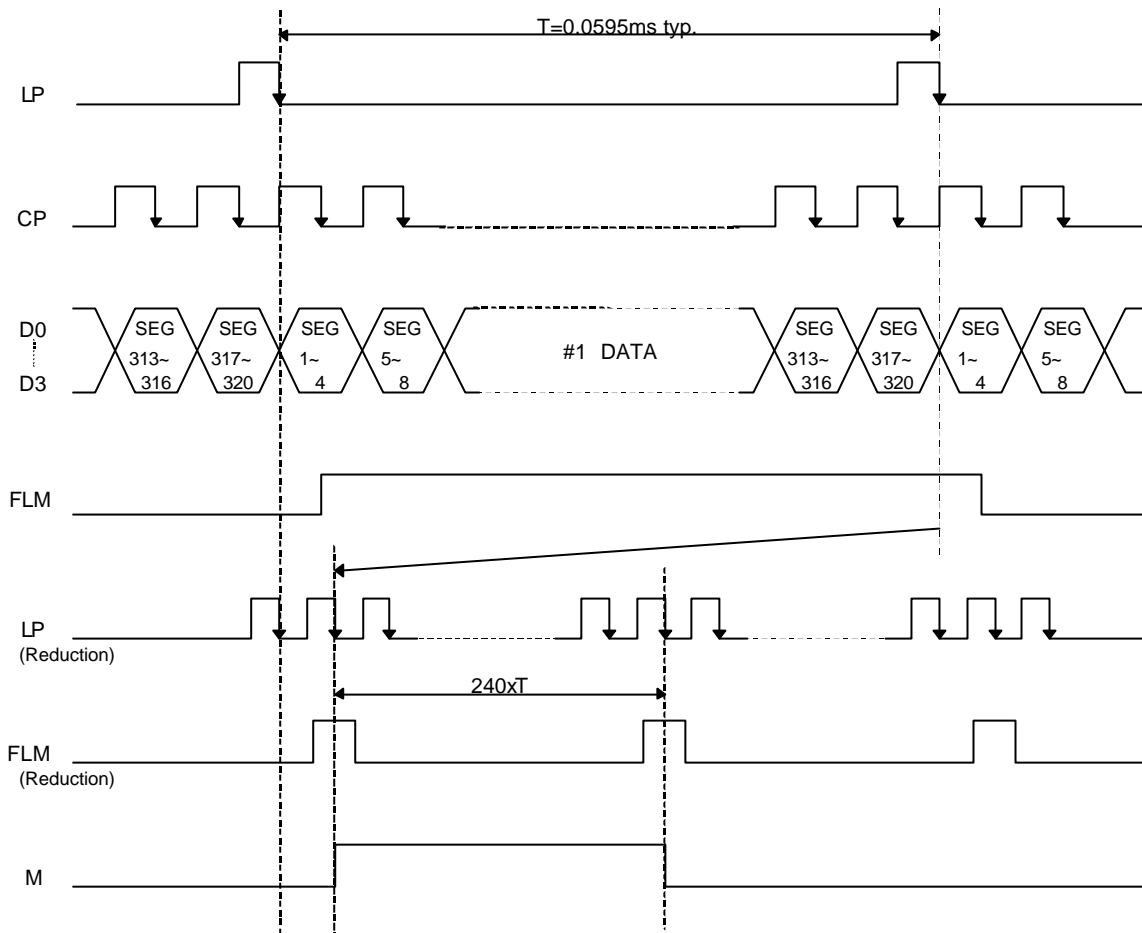 T=0.0595ms typ.
LP
CP
D0
D3
SEG
313~
316
SEG
317~
320
SEG
1~
4
SEG
5~
8
#1 DATA
SEG
313~
316
SEG
317~
320
SEG
1~
4
SEG
5~
8
FLM
LP
(Reduction)
240xT
FLM
(Reduction)
M